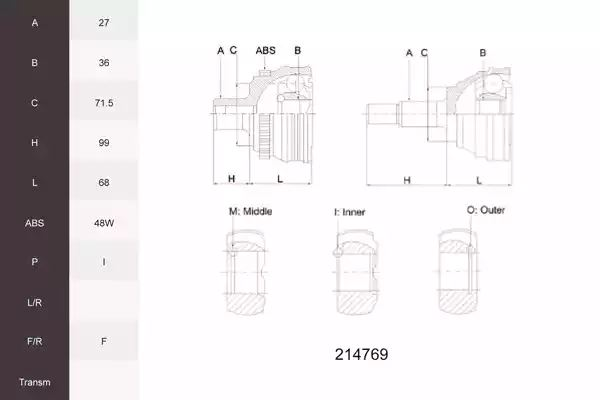 A 27
B 36
C 71.5
H 99
L 68
ABS 48W
P I
L/R
F/R F
Transm
A C ABS B
A C B
H L
H L
M: Middle
I: Inner
O: Outer
214769